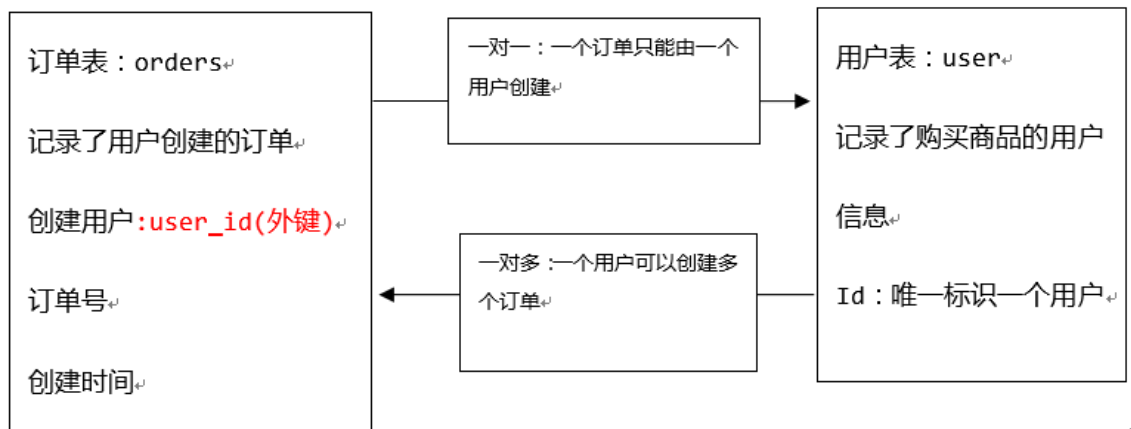 订单表：orders
记录了用户创建的订单
创建用户:user_id(外键)
订单号
创建时间
一对一：一个订单只能由一个
用户创建
一对多：一个用户可以创建多
个订单
用户表：user
记录了购买商品的用户
信息
Id：唯一标识一个用户